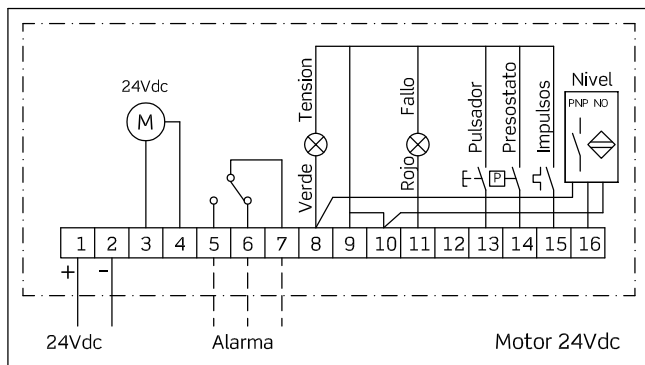 24Vdc
M
Tension
Verde
Fallo
Rojo
Pulsador
Presostato
P
Impulsos
Nivel
PNP NO
1 2 3 4 5 6 7 8 9 10 11 12 13 14 15 16
+ -
24Vdc
Alarma
Motor 24Vdc